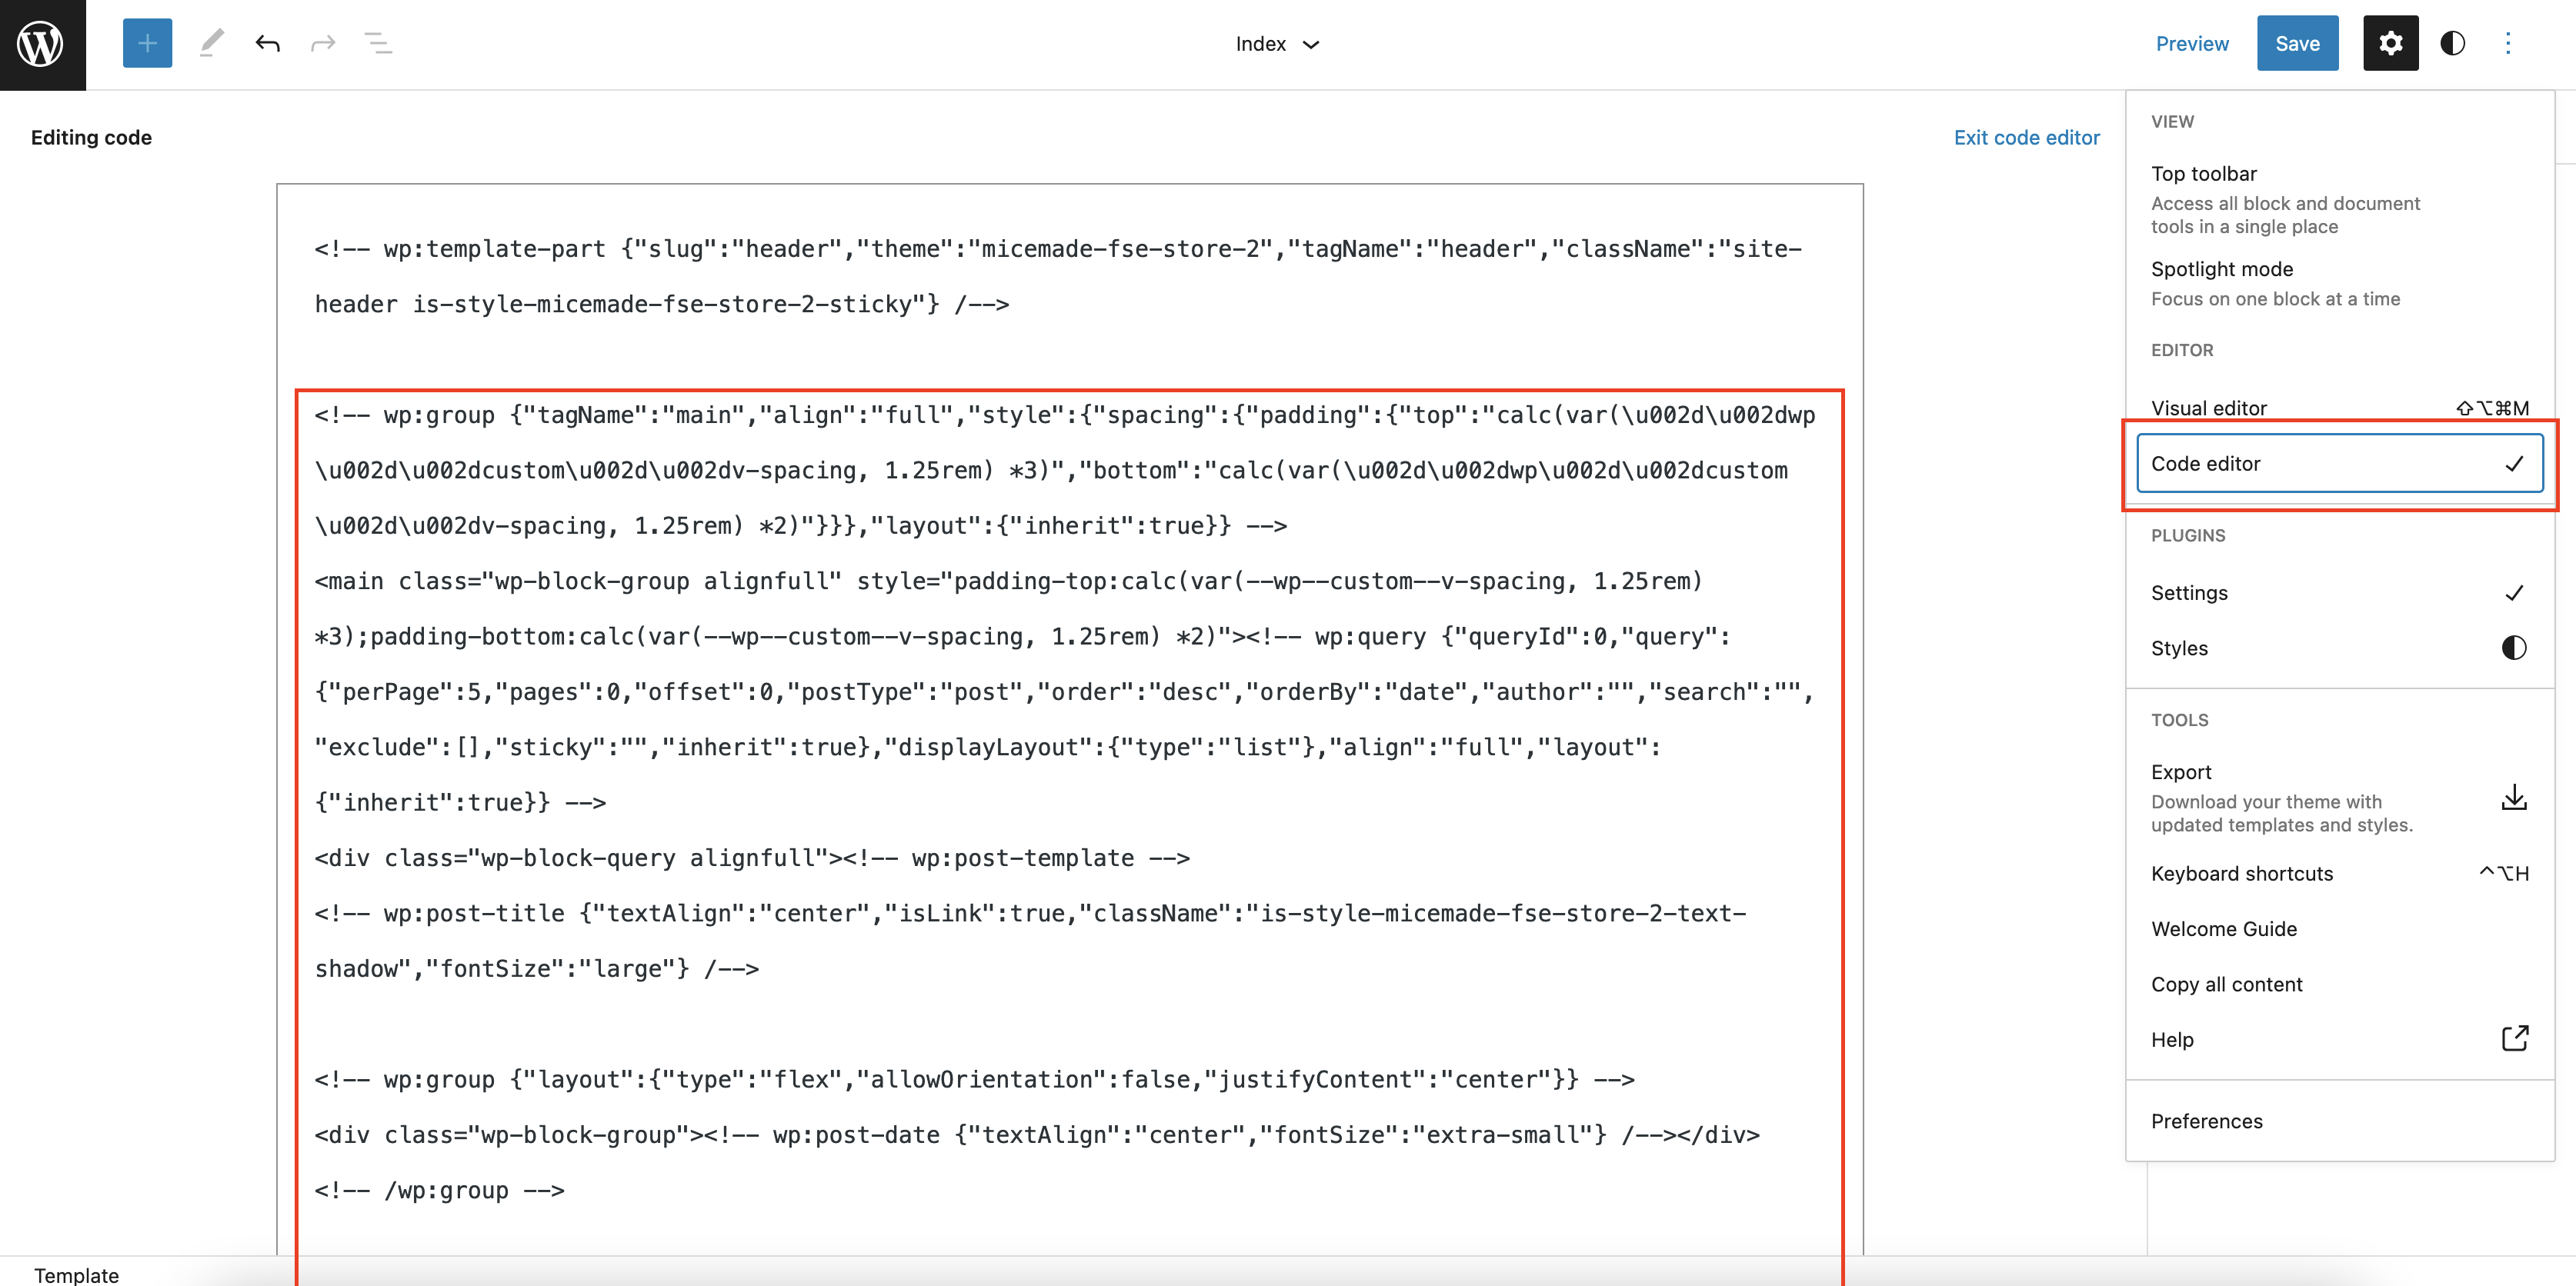 Index
Preview
Save
Editing code
Exit code editor
<!-- wp:template-part {"slug":"header","theme":"micemade-fse-store-2","tagName":"header","className":"site-
header is-style-micemade-fse-store-2-sticky"} /-->
<!-- wp:group {"tagName":"main","align":"full","style":{"spacing":{"padding":{"top":"calc(var(\u002d\u002dwp
\u002d\u002dcustom\u002d\u002dv-spacing, 1.25rem) *3)","bottom":"calc(var(\u002d\u002dwp\u002d\u002dcustom
\u002d\u002dv-spacing, 1.25rem) *2)"}}},"layout":{"inherit":true}} -->
<main class="wp-block-group alignfull" style="padding-top:calc(var(--wp--custom--v-spacing, 1.25rem)
*3);padding-bottom:calc(var(--wp--custom--v-spacing, 1.25rem) *2)"><!-- wp:query {"queryId":0,"query":
{"perPage":5,"pages":0,"offset":0,"postType":"post","order":"desc","orderBy":"date","author":"","search":"",
"exclude":[],"sticky":"","inherit":true},"displayLayout":{"type":"list"},"align":"full","layout":
{"inherit":true}} -->
<div class="wp-block-query alignfull"><!-- wp:post-template -->
<!-- wp:post-title {"textAlign":"center","isLink":true,"className":"is-style-micemade-fse-store-2-text-
shadow","fontSize":"large"} /-->
<!-- wp:group {"layout":{"type":"flex","allowOrientation":false,"justifyContent":"center"}} -->
<div class="wp-block-group"><!-- wp:post-date {"textAlign":"center","fontSize":"extra-small"} /--></div>
<!-- /wp:group -->
Template
VIEW
Top toolbar
Access all block and document
tools in a single place
Spotlight mode
Focus on one block at a time
EDITOR
Visual editor ⇧⌥⌘M
Code editor
PLUGINS
Settings
Styles
TOOLS
Export
Download your theme with
updated templates and styles.
Keyboard shortcuts ^⌥H
Welcome Guide
Copy all content
Help
Preferences